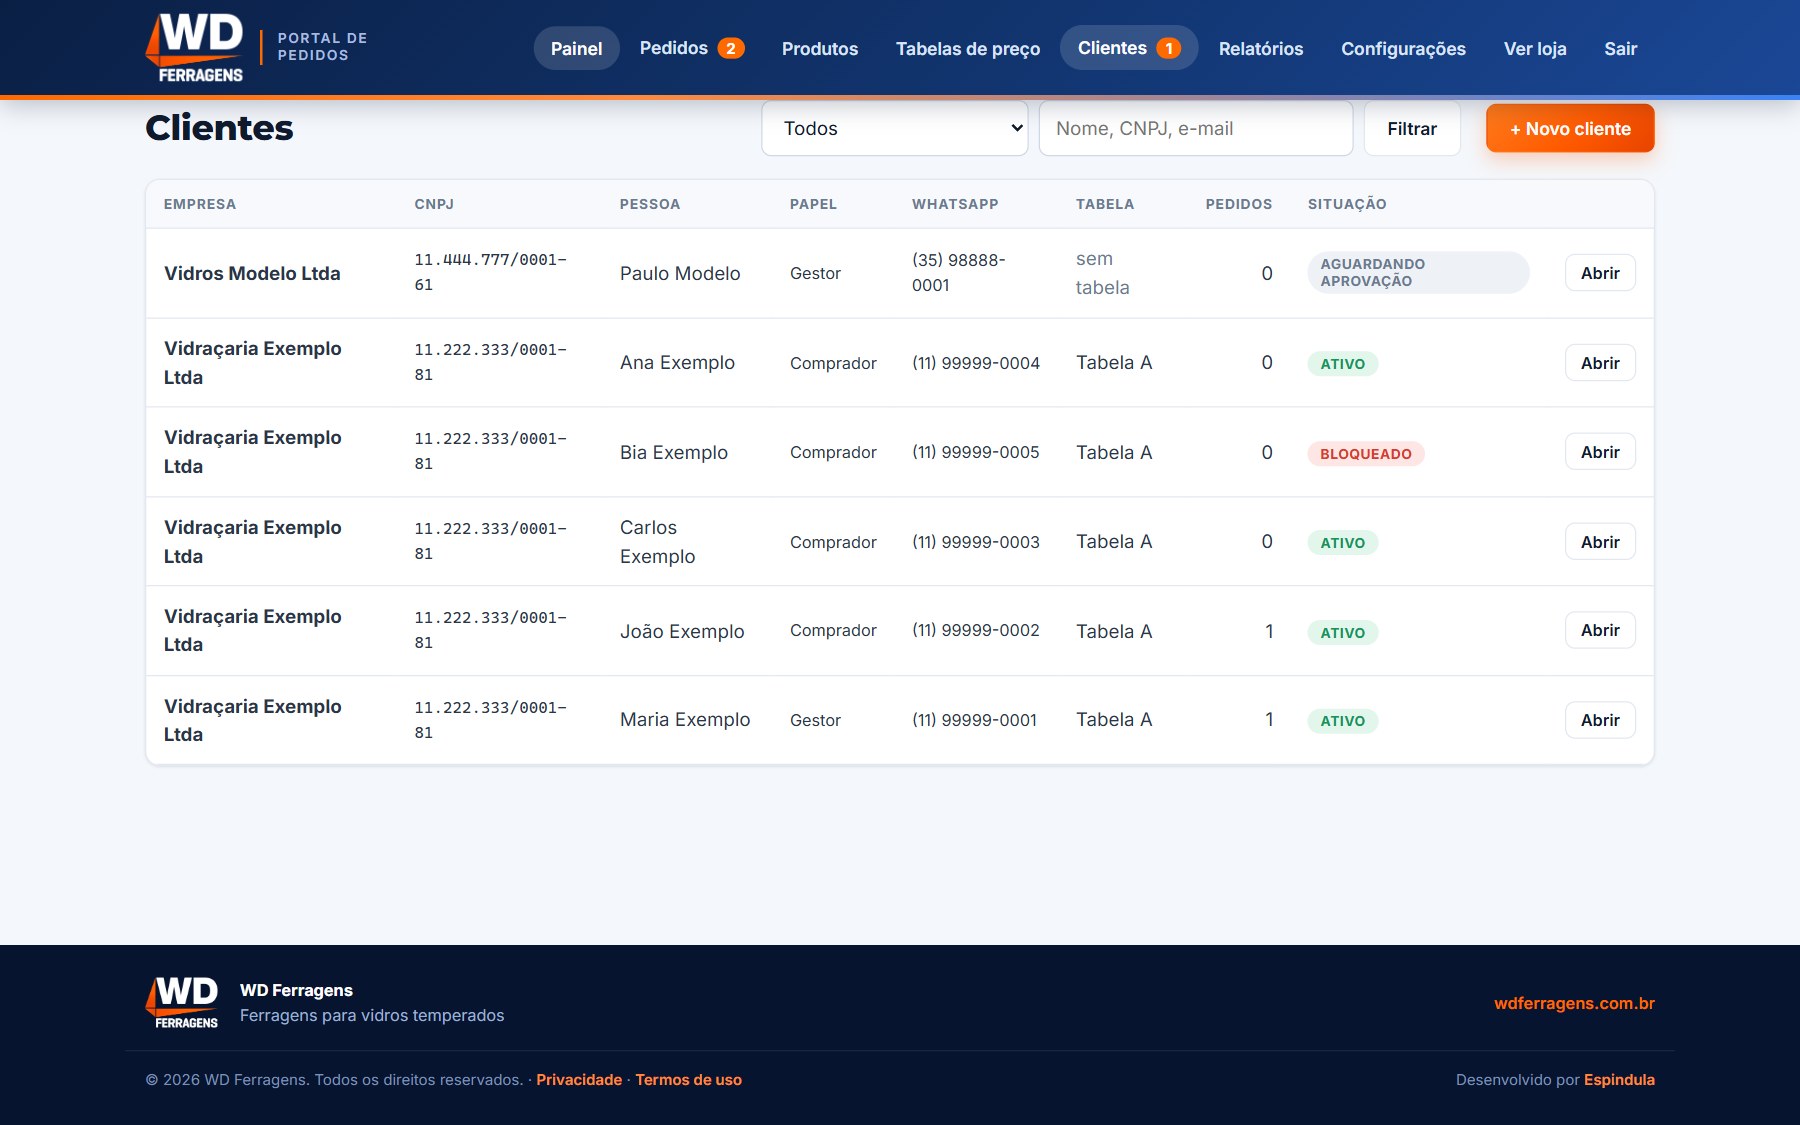 WD
FERRAGENS
PORTAL DE
PEDIDOS
Painel
Pedidos 2
Produtos
Tabelas de preço
Clientes 1
Relatórios
Configurações
Ver loja
Sair
Clientes
Todos
Nome, CNPJ, e-mail
Filtrar
+ Novo cliente
EMPRESA CNPJ PESSOA PAPEL WHATSAPP TABELA PEDIDOS SITUAÇÃO
Vidros Modelo Ltda
11.444.777/0001-
61
Paulo Modelo
Gestor
(35) 98888-
0001
sem
tabela
0
AGUARDANDO
APROVAÇÃO
Abrir
Vidraçaria Exemplo
Ltda
11.222.333/0001-
81
Ana Exemplo
Comprador
(11) 99999-0004
Tabela A
0
ATIVO
Abrir
Vidraçaria Exemplo
Ltda
11.222.333/0001-
81
Bia Exemplo
Comprador
(11) 99999-0005
Tabela A
0
BLOQUEADO
Abrir
Vidraçaria Exemplo
Ltda
11.222.333/0001-
81
Carlos
Exemplo
Comprador
(11) 99999-0003
Tabela A
0
ATIVO
Abrir
Vidraçaria Exemplo
Ltda
11.222.333/0001-
81
João Exemplo
Comprador
(11) 99999-0002
Tabela A
1
ATIVO
Abrir
Vidraçaria Exemplo
Ltda
11.222.333/0001-
81
Maria Exemplo
Gestor
(11) 99999-0001
Tabela A
1
ATIVO
Abrir
WD
FERRAGENS
WD Ferragens
Ferragens para vidros temperados
wdferragens.com.br
© 2026 WD Ferragens. Todos os direitos reservados. · Privacidade · Termos de uso
Desenvolvido por Espindula